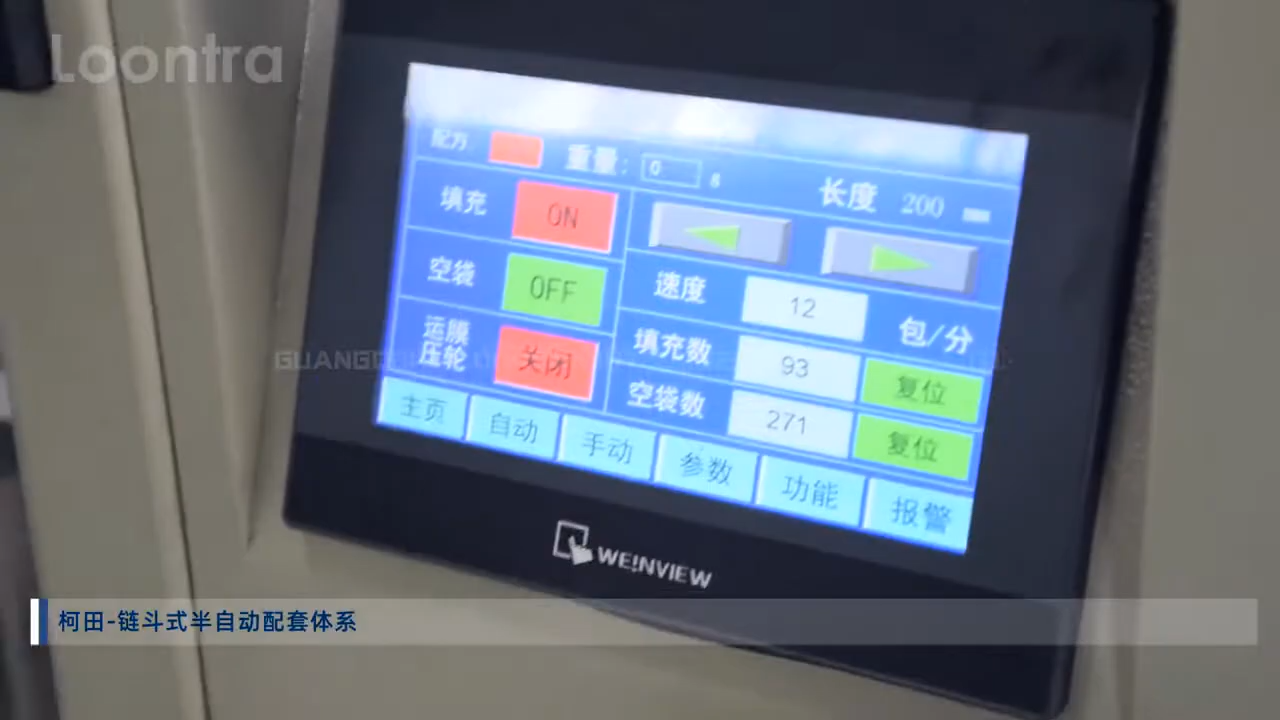 Loontra
配方 重量: 0 g 长度 200 mm
填充 ON
空袋 OFF
速度 12 包/分
运膜压轮 关闭
填充数 93 复位
空袋数 271 复位
主页 自动 手动 参数 功能 报警
WE!NVIEW
柯田-链斗式半自动配套体系